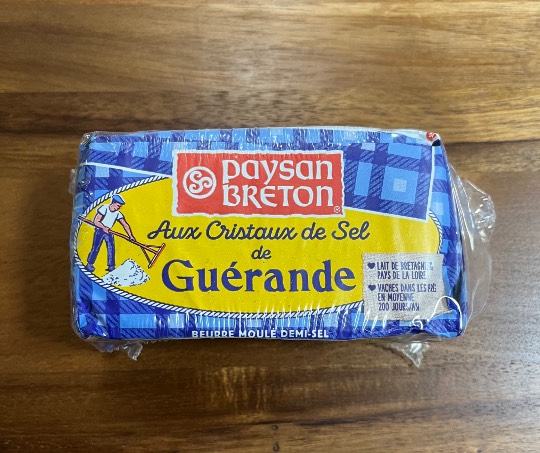 paysan
BRETON
Aux Cristaux de Sel
de
Guérande
LAIT DE BRETAGNE &
PAYS DE LA LOIRE
VACHES DANS LES PRÉS
EN MOYENNE
200 JOURS/AN
BEURRE MOULÉ DEMI-SEL